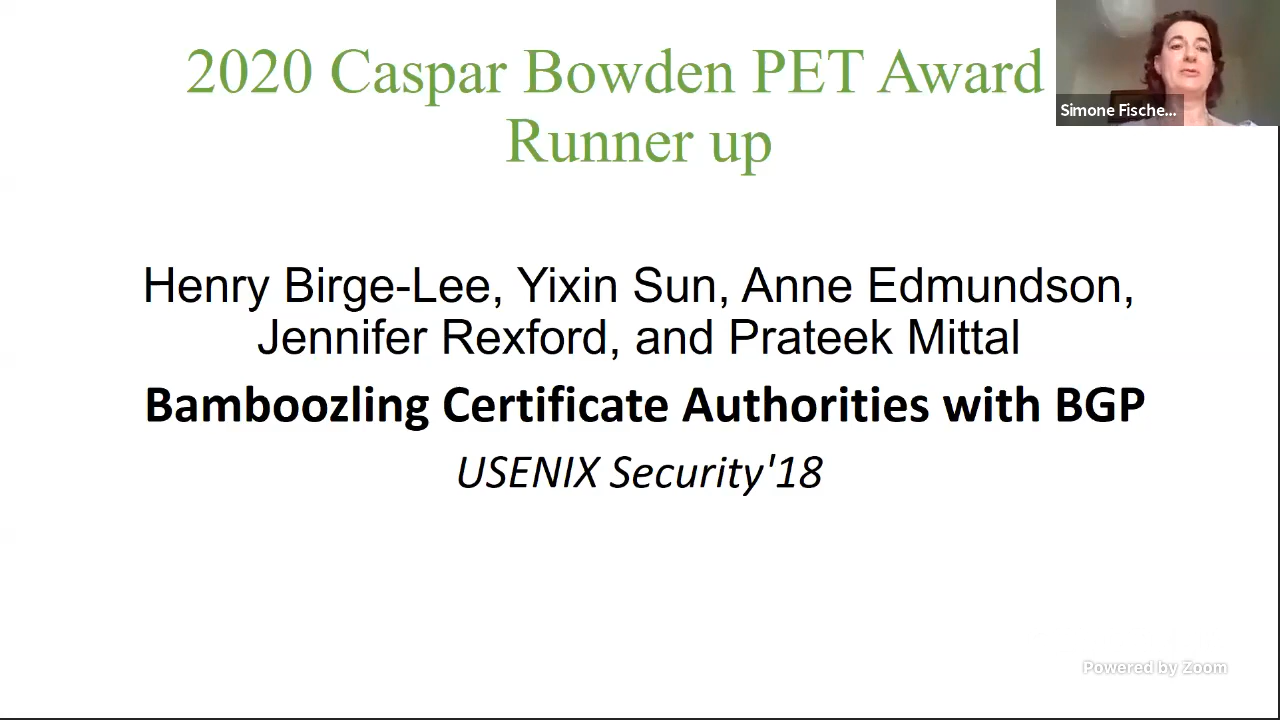 2020 Caspar Bowden PET Award
Runner up
Simone Fische...
Henry Birge-Lee, Yixin Sun, Anne Edmundson,
Jennifer Rexford, and Prateek Mittal
Bamboozling Certificate Authorities with BGP
USENIX Security'18
Powered by Zoom